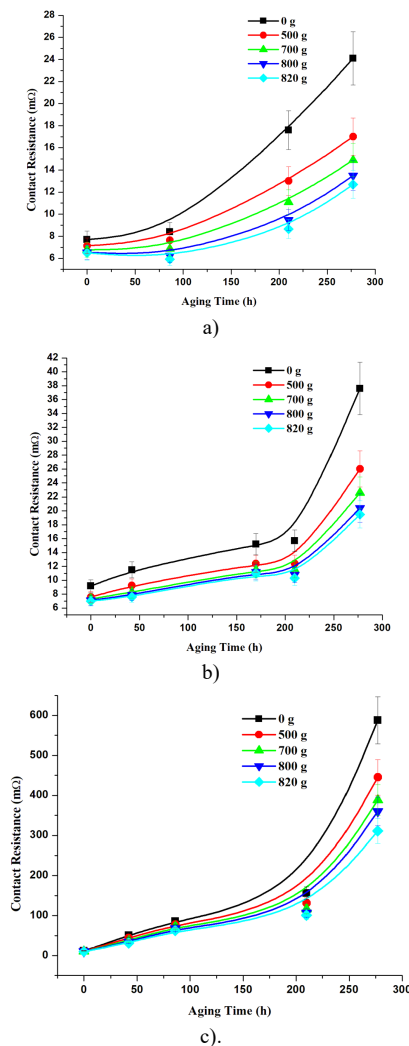 28
26
24
22
20
18
16
14
12
10
8
6
Contact Resistance (mΩ)
0 g
500 g
700 g
800 g
820 g
0 50 100 150 200 250 300
Aging Time (h)
a)
42
40
38
36
34
32
30
28
26
24
22
20
18
16
14
12
10
8
6
Contact Resistance (mΩ)
0 g
500 g
700 g
800 g
820 g
0 50 100 150 200 250 300
Aging Time (h)
b)
600
500
400
300
200
100
0
Contact Resistance (mΩ)
0 g
500 g
700 g
800 g
820 g
0 50 100 150 200 250 300
Aging Time (h)
c).